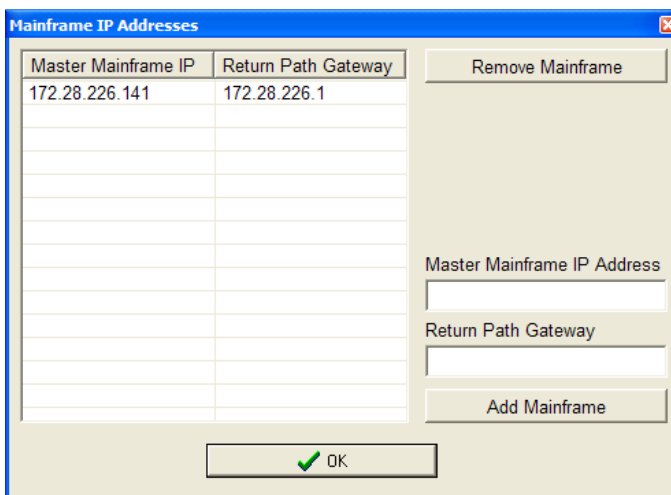 Mainframe IP Addresses
Master Mainframe IP Return Path Gateway
172.28.226.141 172.28.226.1
Remove Mainframe
Master Mainframe IP Address
Return Path Gateway
Add Mainframe
OK